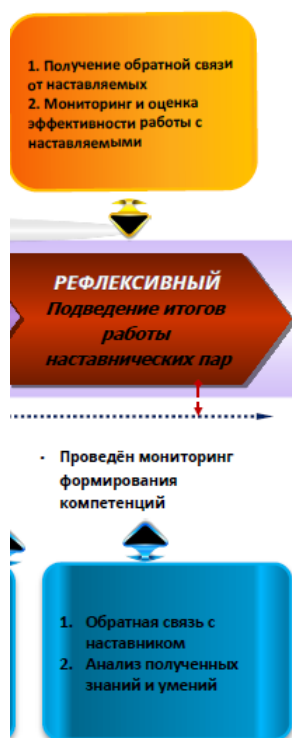 1. Получение обратной связи
от наставляемых
2. Мониторинг и оценка
эффективности работы с
наставляемыми
РЕФЛЕКСИВНЫЙ
Подведение итогов
работы
наставнических пар
- Проведён мониторинг
формирования
компетенций
1. Обратная связь с
наставником
2. Анализ полученных
знаний и умений